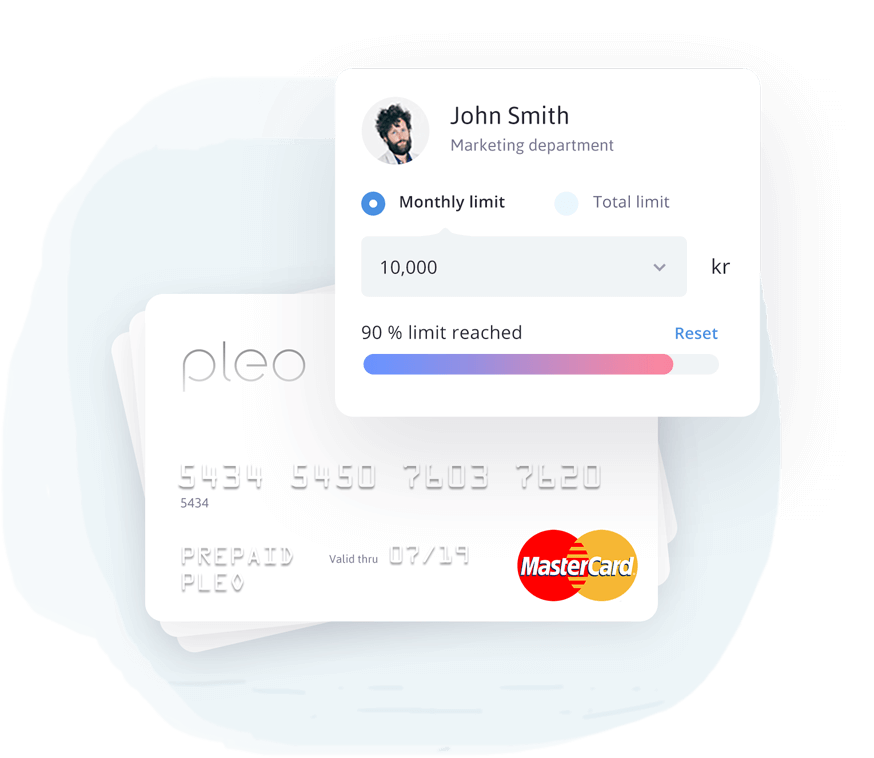 John Smith
Marketing department
Monthly limit
Total limit
10,000
kr
90 % limit reached
Reset
pleo
5434 5450 7603 7620
5434
PREPAID
Valid thru 07/19
PLEO
MasterCard